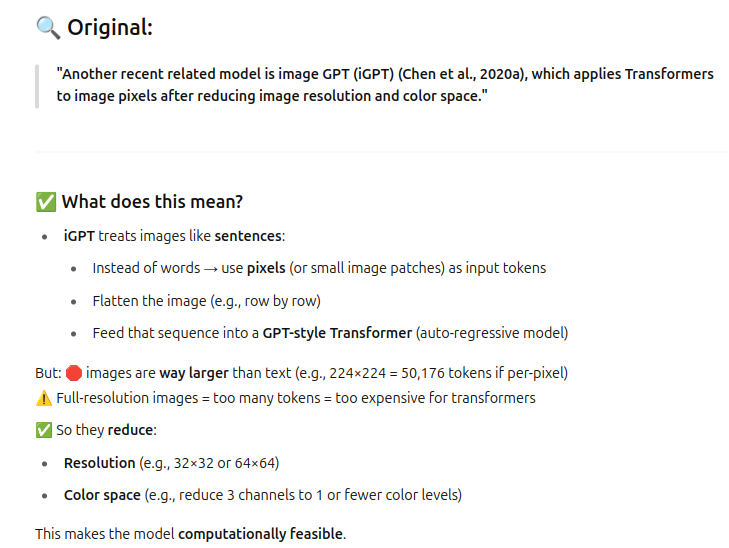 🔍 Original:
"Another recent related model is image GPT (iGPT) (Chen et al., 2020a), which applies Transformers
to image pixels after reducing image resolution and color space."
✅ What does this mean?
• iGPT treats images like sentences:
• Instead of words → use pixels (or small image patches) as input tokens
• Flatten the image (e.g., row by row)
• Feed that sequence into a GPT-style Transformer (auto-regressive model)
But: 🛑 images are way larger than text (e.g., 224×224 = 50,176 tokens if per-pixel)
⚠️ Full-resolution images = too many tokens = too expensive for transformers
✅ So they reduce:
• Resolution (e.g., 32×32 or 64×64)
• Color space (e.g., reduce 3 channels to 1 or fewer color levels)
This makes the model computationally feasible.